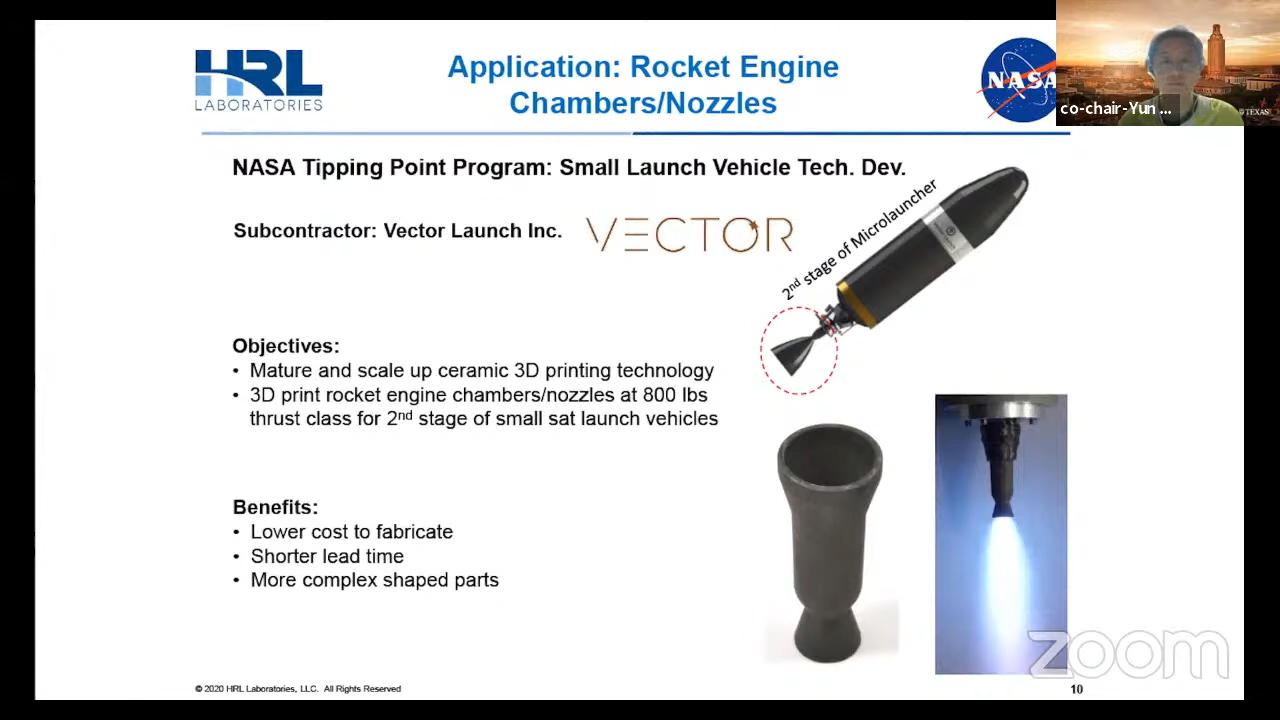 HRL
LABORATORIES
Application: Rocket Engine
Chambers/Nozzles
NASA
co-chair-Yun ...
TEXAS
NASA Tipping Point Program: Small Launch Vehicle Tech. Dev.
Subcontractor: Vector Launch Inc.
VECTOR
2nd stage of Microlauncher
Objectives:
• Mature and scale up ceramic 3D printing technology
• 3D print rocket engine chambers/nozzles at 800 lbs
thrust class for 2nd stage of small sat launch vehicles
Benefits:
• Lower cost to fabricate
• Shorter lead time
• More complex shaped parts
zoom
© 2020 HRL Laboratories, LLC. All Rights Reserved
10